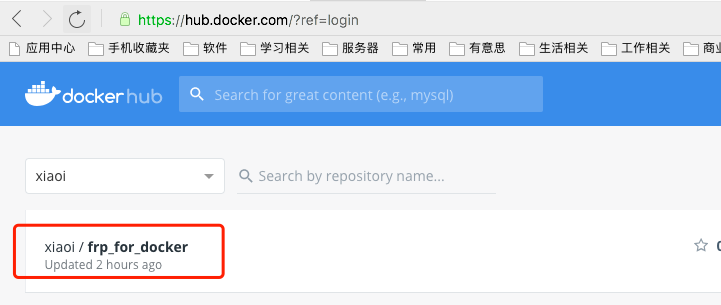 https://hub.docker.com/?ref=login
应用中心 手机收藏夹 软件 学习相关 服务器 常用 有意思 生活相关 工作相关 商业
dockerhub Search for great content (e.g., mysql)
xiaoi Search by repository name...
xiaoi / frp_for_docker
Updated 2 hours ago